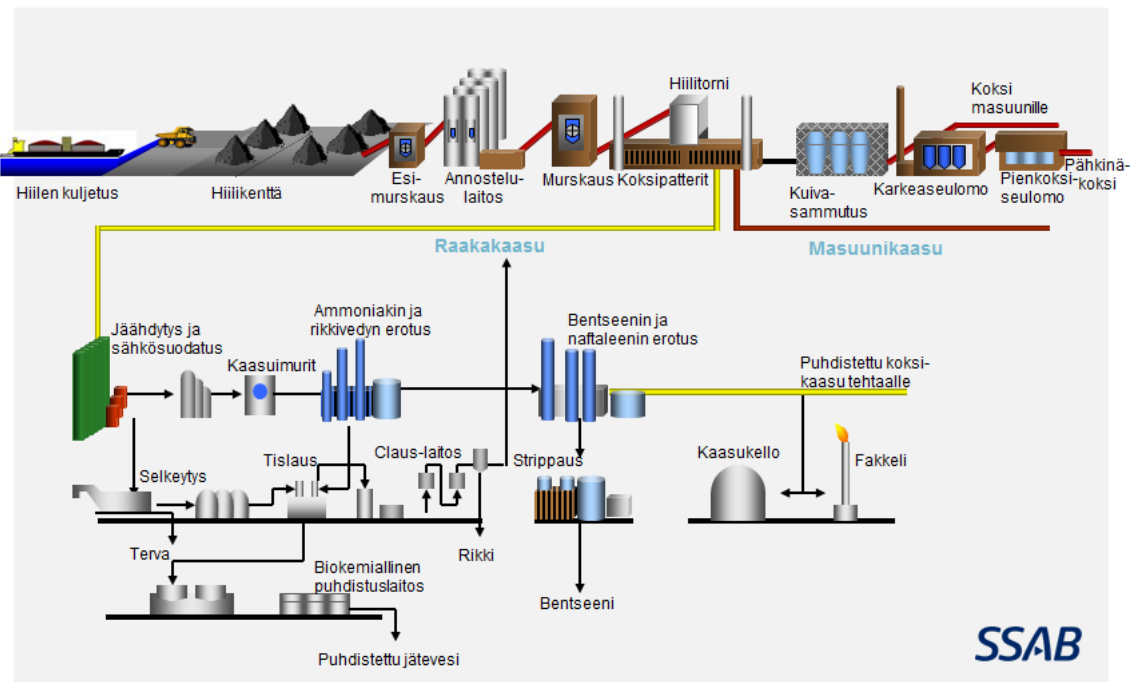 Hiilen kuljetus
Hiilikenttä
Esi-
murskaus
Annostelu-
laitos
Murskaus
Koksipatterit
Hiilitorni
Kuiva-
sammutus
Karkeaseulomo
Koksi
masuunille
Pienkoksi-
seulomo
Pähkinä-
koksi
Raakakaasu
Masuunikaasu
Jäähdytys ja
sähkösuodatus
Kaasuimurit
Ammoniakin ja
rikkivedyn erotus
Bentseenin ja
naftaleenin erotus
Puhdistettu koksi-
kaasu tehtaalle
Selkeytys
Tislaus
Claus-laitos
Strippaus
Kaasukello
Fakkeli
Terva
Rikki
Biokemiallinen
puhdistuslaitos
Bentseeni
Puhdistettu jätevesi
SSAB